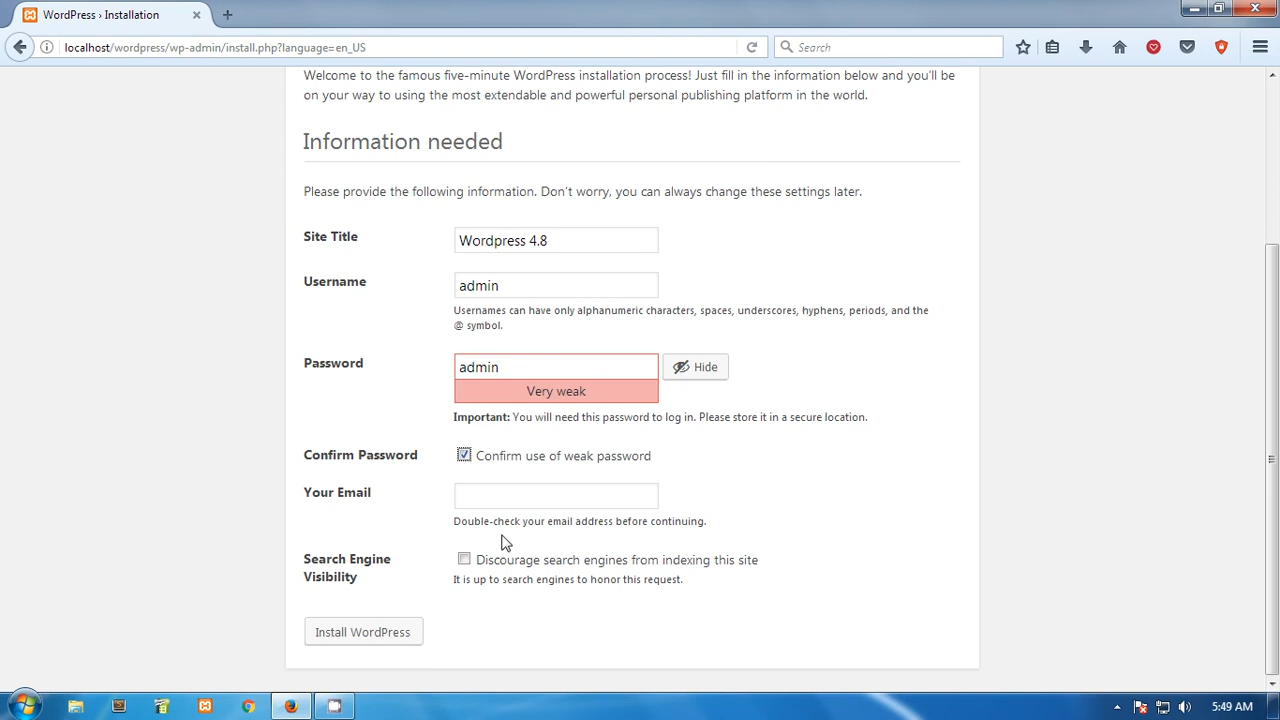 WordPress › Installation
localhost/wordpress/wp-admin/install.php?language=en_US
Search
Welcome to the famous five-minute WordPress installation process! Just fill in the information below and you'll be
on your way to using the most extendable and powerful personal publishing platform in the world.
Information needed
Please provide the following information. Don't worry, you can always change these settings later.
Site Title
Wordpress 4.8
Username
admin
Usernames can have only alphanumeric characters, spaces, underscores, hyphens, periods, and the
@ symbol.
Password
admin
Hide
Very weak
Important: You will need this password to log in. Please store it in a secure location.
Confirm Password
Confirm use of weak password
Your Email
Double-check your email address before continuing.
Search Engine
Visibility
Discourage search engines from indexing this site
It is up to search engines to honor this request.
Install WordPress
5:49 AM